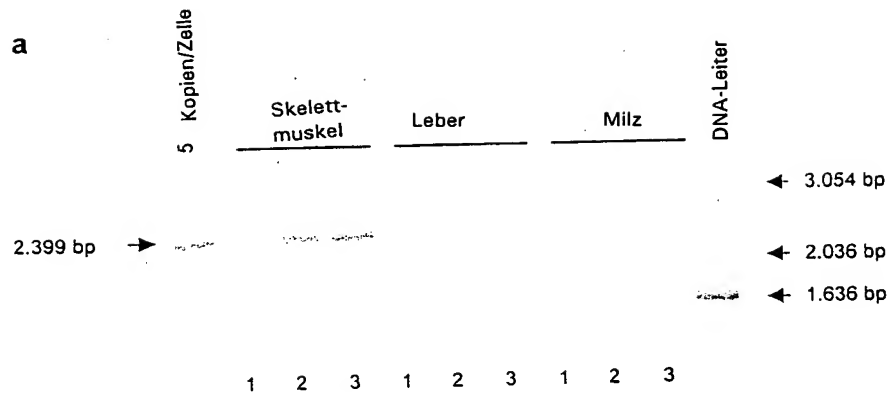 a
5 Kopien/Zelle
Skelett-
muskel
Leber
Milz
DNA-Leiter
3.054 bp
2.399 bp
2.036 bp
1.636 bp
1 2 3 1 2 3 1 2 3